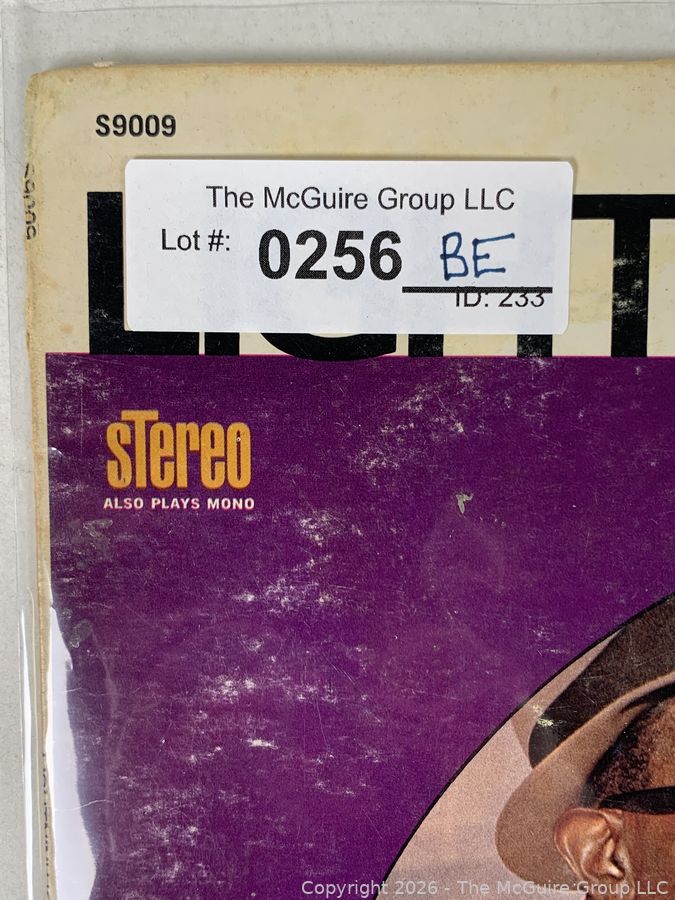 S9009
The McGuire Group LLC
Lot #: 0256 BE
ID: 233
LIGHT
sTereo
ALSO PLAYS MONO
Copyright 2026 - The McGuire Group LLC